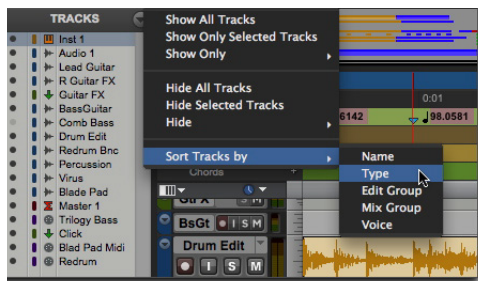 TRACKS
Inst 1
Audio 1
Lead Guitar
R Guitar FX
Guitar FX
BassGuitar
Comb Bass
Drum Edit
Redrum Bnc
Percussion
Virus
Blade Pad
Master 1
Trilogy Bass
Click
Blad Pad Midi
Redrum
Show All Tracks
Show Only Selected Tracks
Show Only
Hide All Tracks
Hide Selected Tracks
Hide
Sort Tracks by
Name
Type
Edit Group
Mix Group
Voice
0:01
6142
98.0581
Chords +
BsGt I S M
Drum Edit
I S M